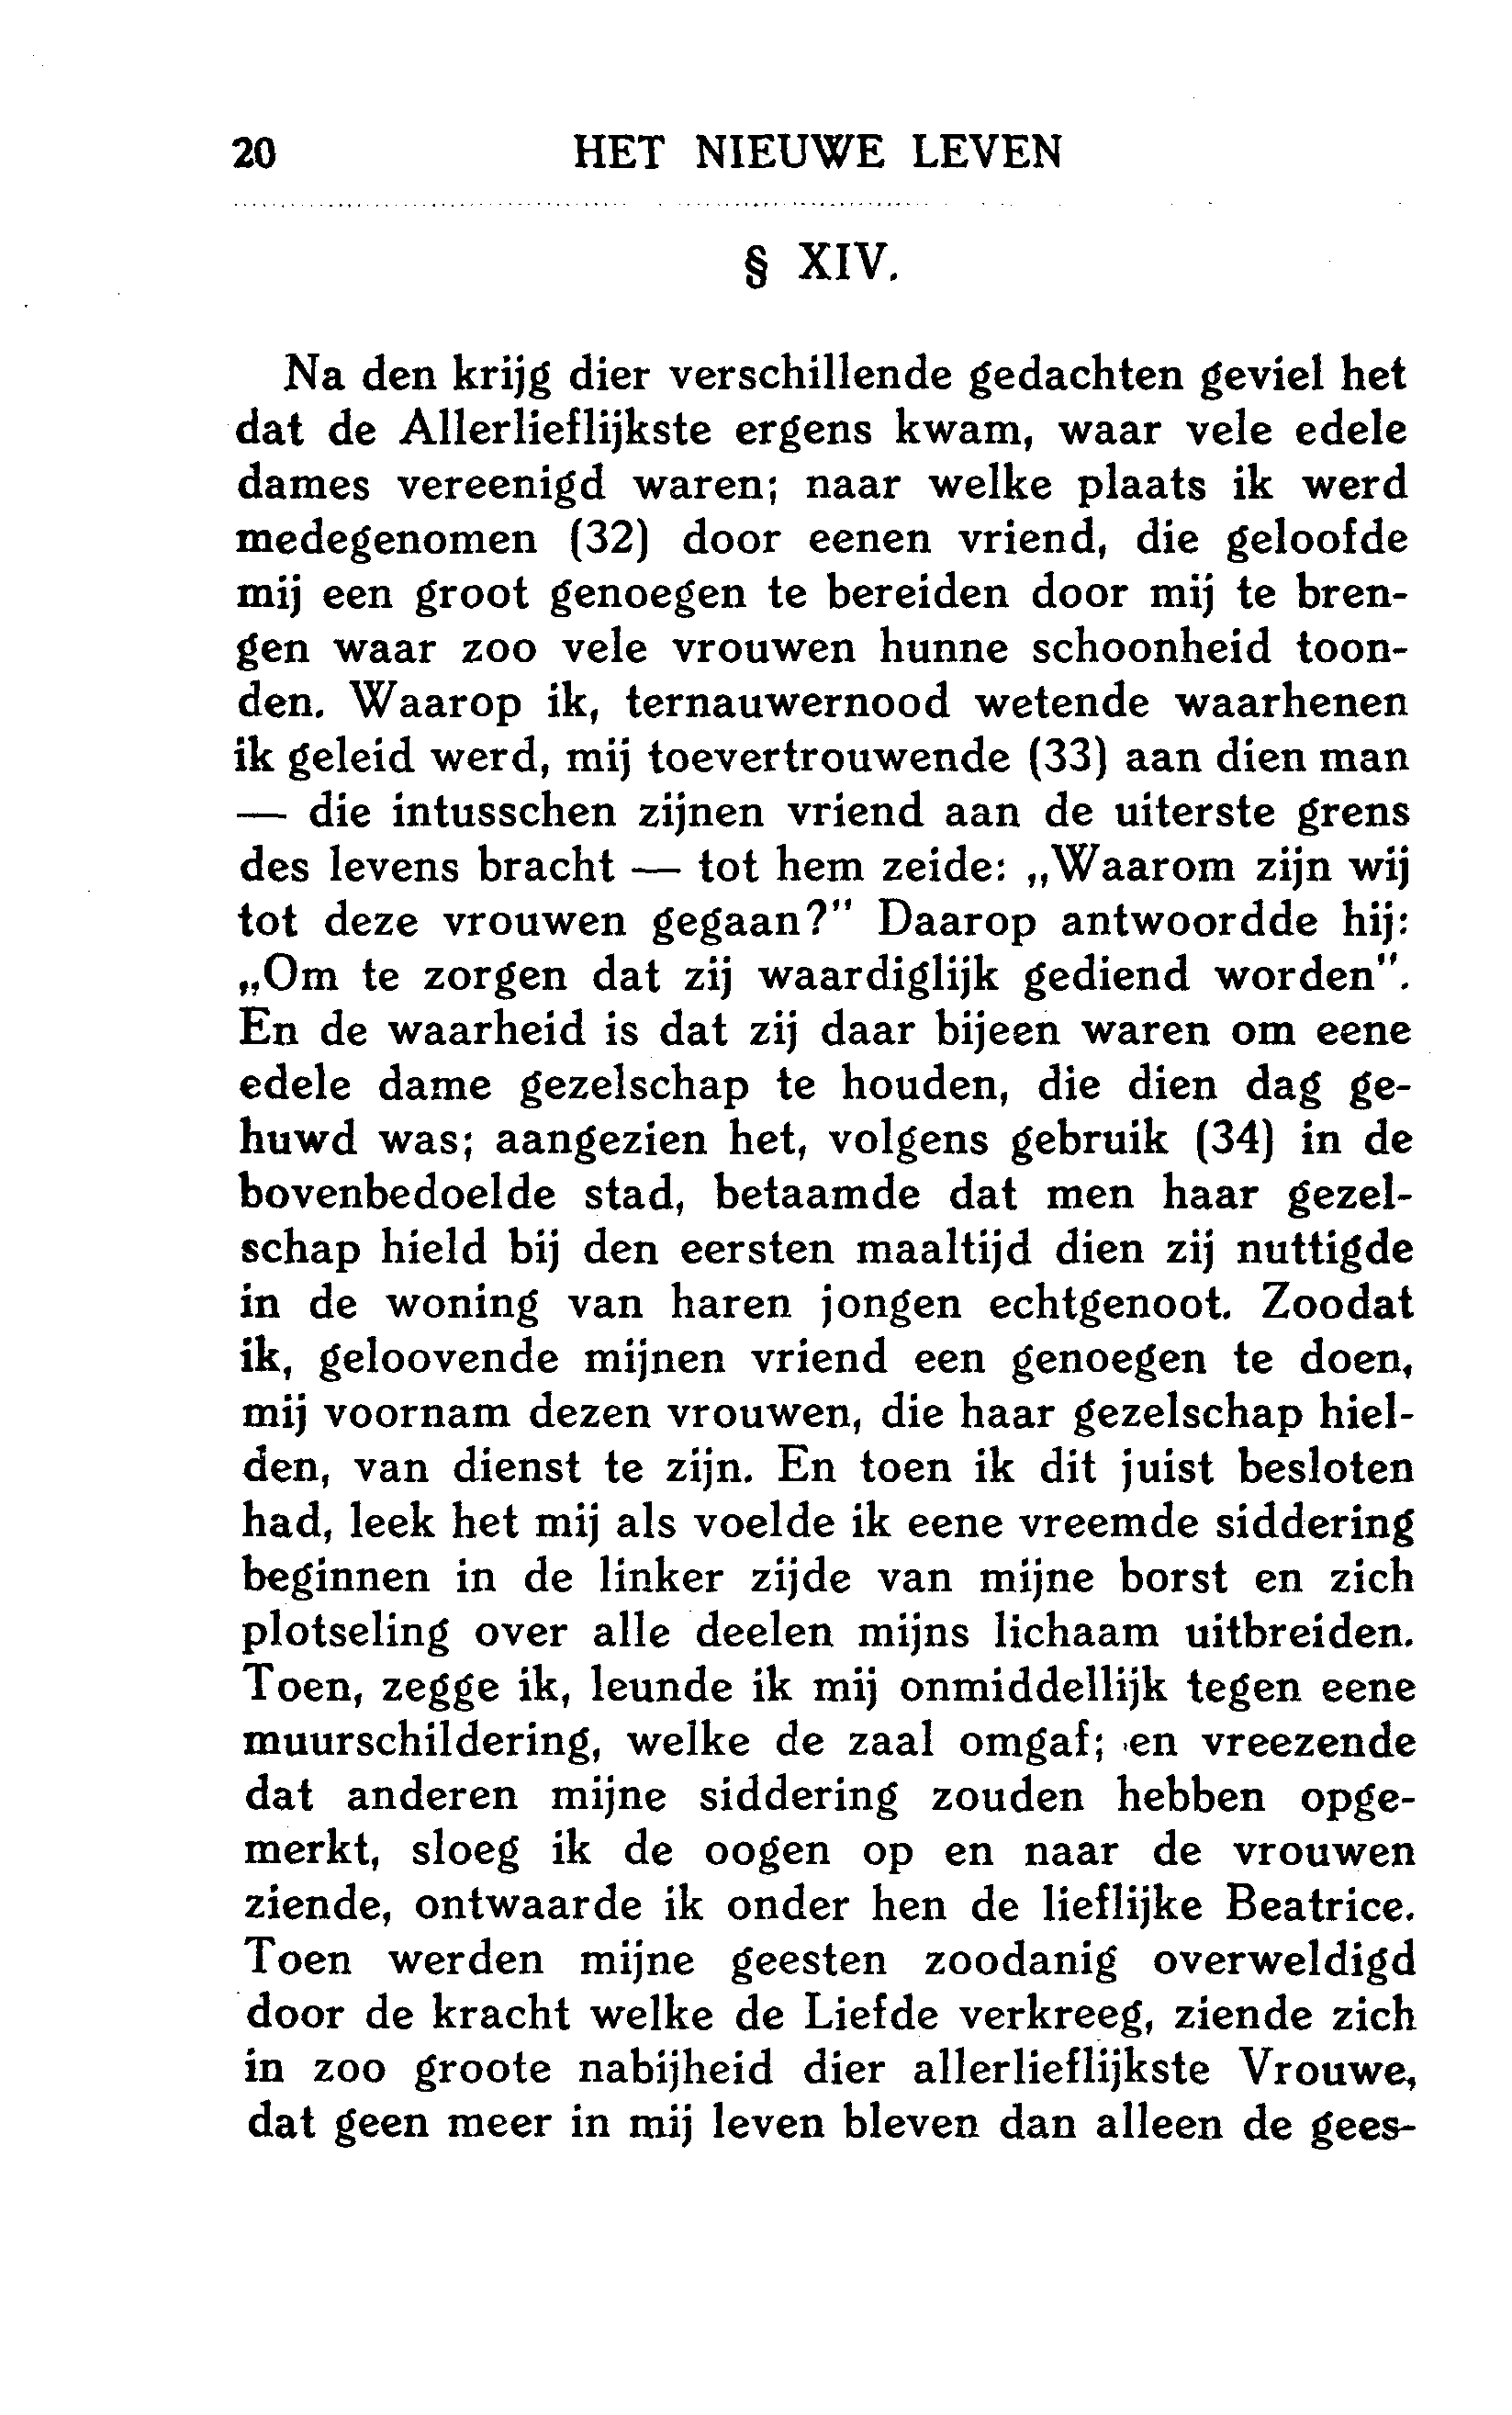 20 HET NIEUWE LEVEN
§ XIV.
Na den krijg dier verschillende gedachten geviel het
dat de Allerlieflijkste ergens kwam, waar vele edele
dames vereenigd waren; naar welke plaats ik werd
medegenomen (32) door eenen vriend, die geloofde
mij een groot genoegen te bereiden door mij te bren-
gen waar zoo vele vrouwen hunne schoonheid toon-
den. Waarop ik, ternauwernood wetende waarhenen
ik geleid werd, mij toevertrouwende (33) aan dien man
— die intusschen zijnen vriend aan de uiterste grens
des levens bracht — tot hem zeide: „Waarom zijn wij
tot deze vrouwen gegaan?" Daarop antwoordde hij:
„Om te zorgen dat zij waardiglijk gediend worden".
En de waarheid is dat zij daar bijeen waren om eene
edele dame gezelschap te houden, die dien dag ge-
huwd was; aangezien het, volgens gebruik (34) in de
bovenbedoelde stad, betaamde dat men haar gezel-
schap hield bij den eersten maaltijd dien zij nuttigde
in de woning van haren jongen echtgenoot. Zoodat
ik, geloovende mijnen vriend een genoegen te doen,
mij voornam dezen vrouwen, die haar gezelschap hiel-
den, van dienst te zijn. En toen ik dit juist besloten
had, leek het mij als voelde ik eene vreemde siddering
beginnen in de linker zijde van mijne borst en zich
plotseling over alle deelen mijns lichaam uitbreiden.
Toen, zegge ik, leunde ik mij onmiddellijk tegen eene
muurschildering, welke de zaal omgaf; en vreezende
dat anderen mijne siddering zouden hebben opge-
merkt, sloeg ik de oogen op en naar de vrouwen
ziende, ontwaarde ik onder hen de lieflijke Beatrice.
Toen werden mijne geesten zoodanig overweldigd
door de kracht welke de Liefde verkreeg, ziende zich
in zoo groote nabijheid dier allerlieflijkste Vrouwe,
dat geen meer in mij leven bleven dan alleen de gees-